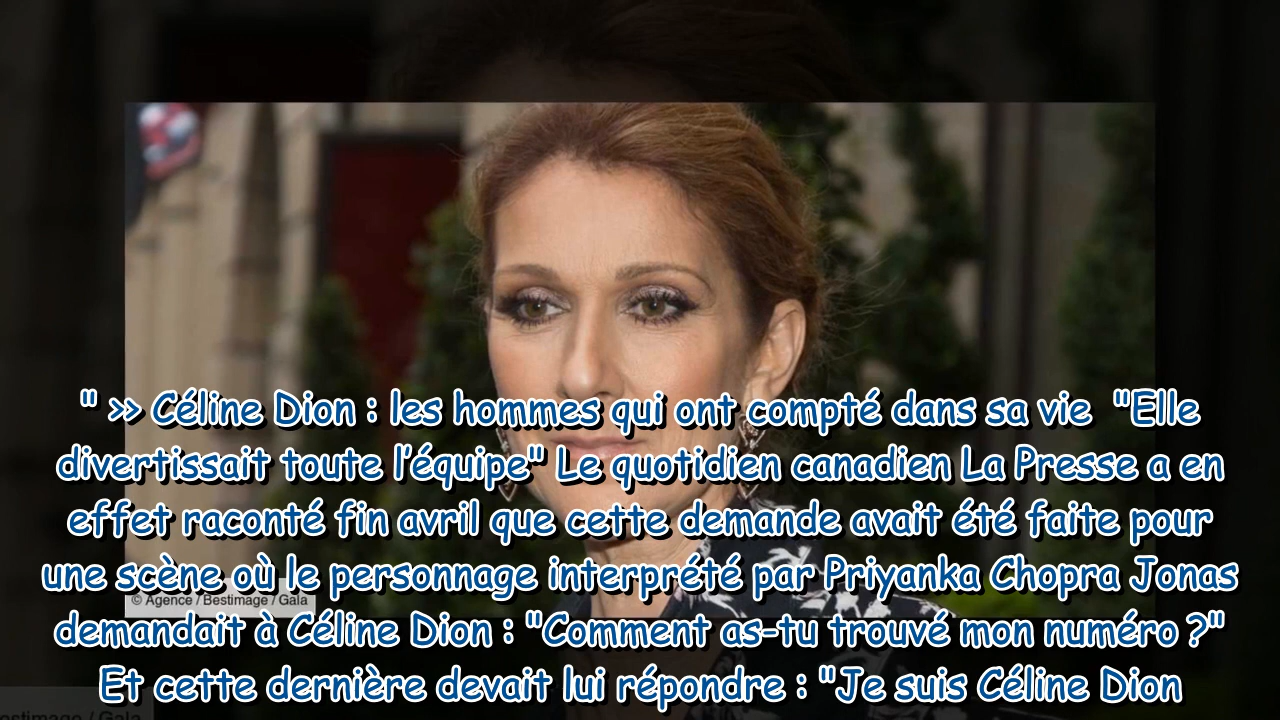 " >> Céline Dion : les hommes qui ont compté dans sa vie "Elle
divertissait toute l'équipe" Le quotidien canadien La Presse a en
effet raconté fin avril que cette demande avait été faite pour
une scène où le personnage interprété par Priyanka Chopra Jonas
© Agence / Bestimage / Gala
demandait à Céline Dion : "Comment as-tu trouvé mon numéro ?"
Et cette dernière devait lui répondre : "Je suis Céline Dion
estimage / Gala